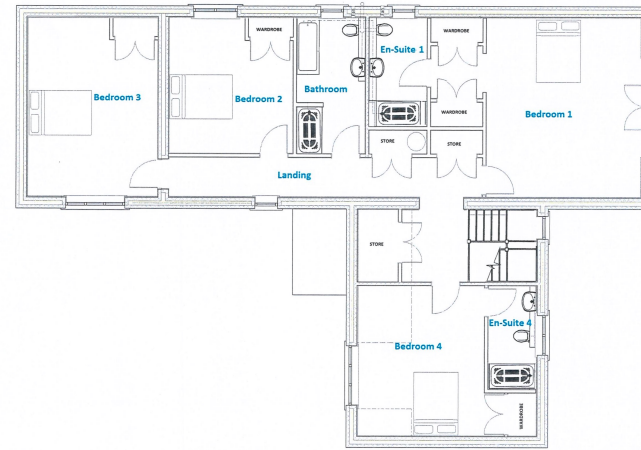 WARDROBE
WARDROBE
En-Suite 1
Bathroom
Bedroom 3
Bedroom 2
WARDROBE
Bedroom 1
STORE
STORE
Landing
STORE
En-Suite 4
Bedroom 4
WARDROBE